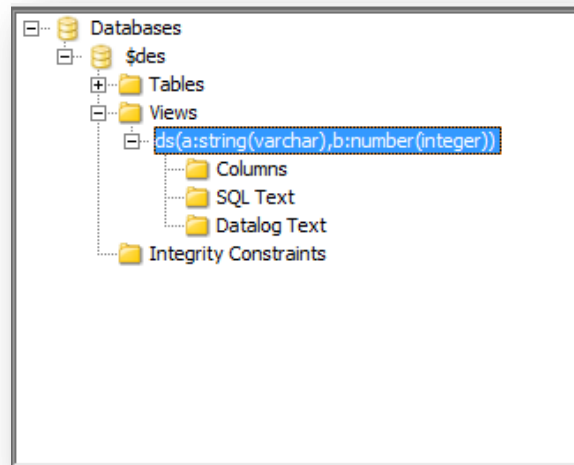 Databases
$des
Tables
Views
ds(a:string(varchar),b:number(integer))
Columns
SQL Text
Datalog Text
Integrity Constraints